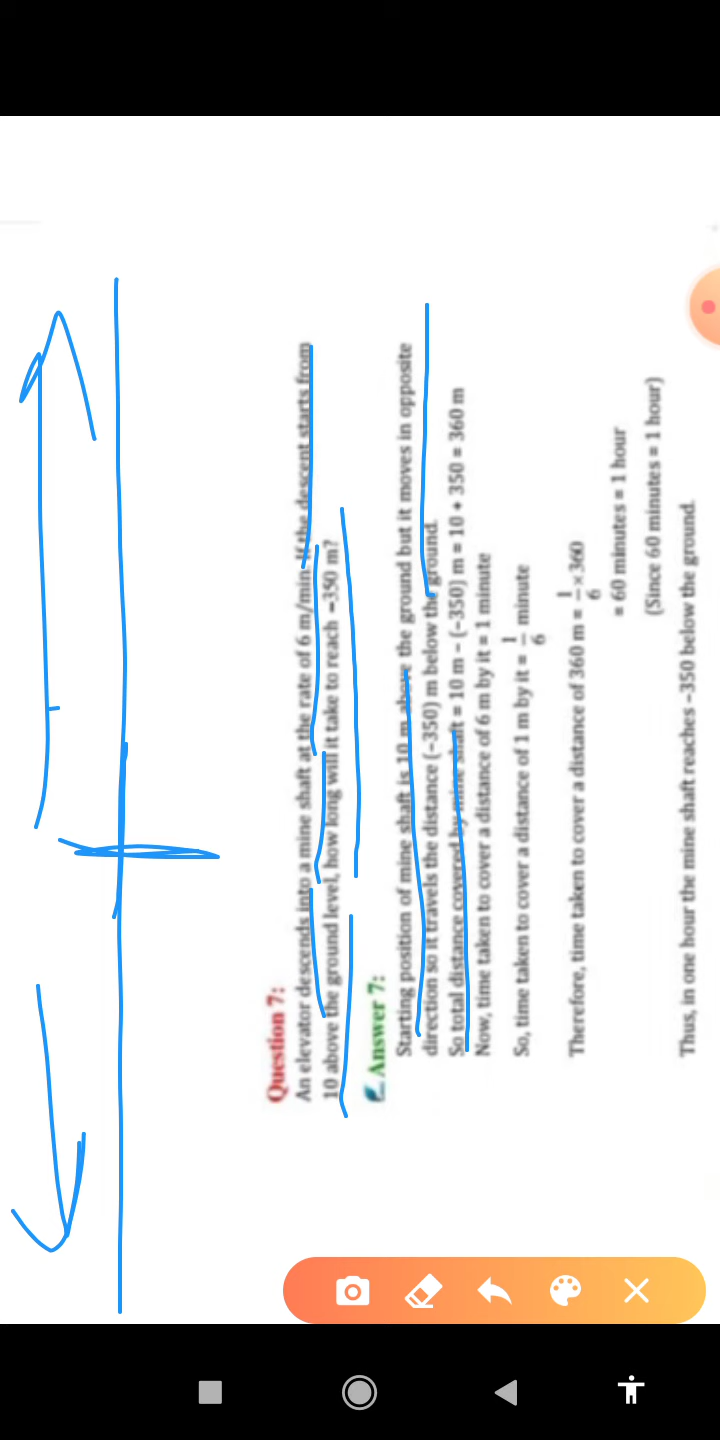 Question 7:
An elevator descends into a mine shaft at the rate of 6 m/min. If the descent starts from
10 above the ground level, how long will it take to reach −350 m?
Answer 7:
Starting position of mine shaft is 10 m above the ground but it moves in opposite
direction so it travels the distance (−350) m below the ground.
So total distance covered by mine shaft = 10 m − (−350) m = 10 + 350 = 360 m
Now, time taken to cover a distance of 6 m by it = 1 minute
So, time taken to cover a distance of 1 m by it = 1/6 minute
Therefore, time taken to cover a distance of 360 m = 1/6 × 360
= 60 minutes = 1 hour
(Since 60 minutes = 1 hour)
Thus, in one hour the mine shaft reaches −350 below the ground.